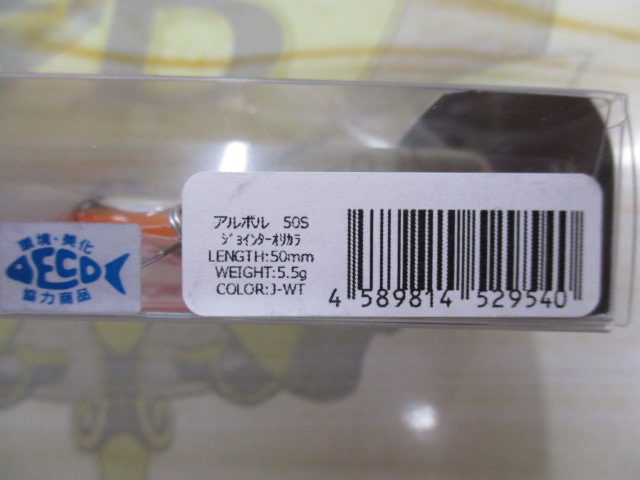 アルボル 50S
ジョインターオリカラ
LENGTH:50mm
WEIGHT:5.5g
COLOR:J-WT
4 589814 529540
環境・美化
ECO
協力商品